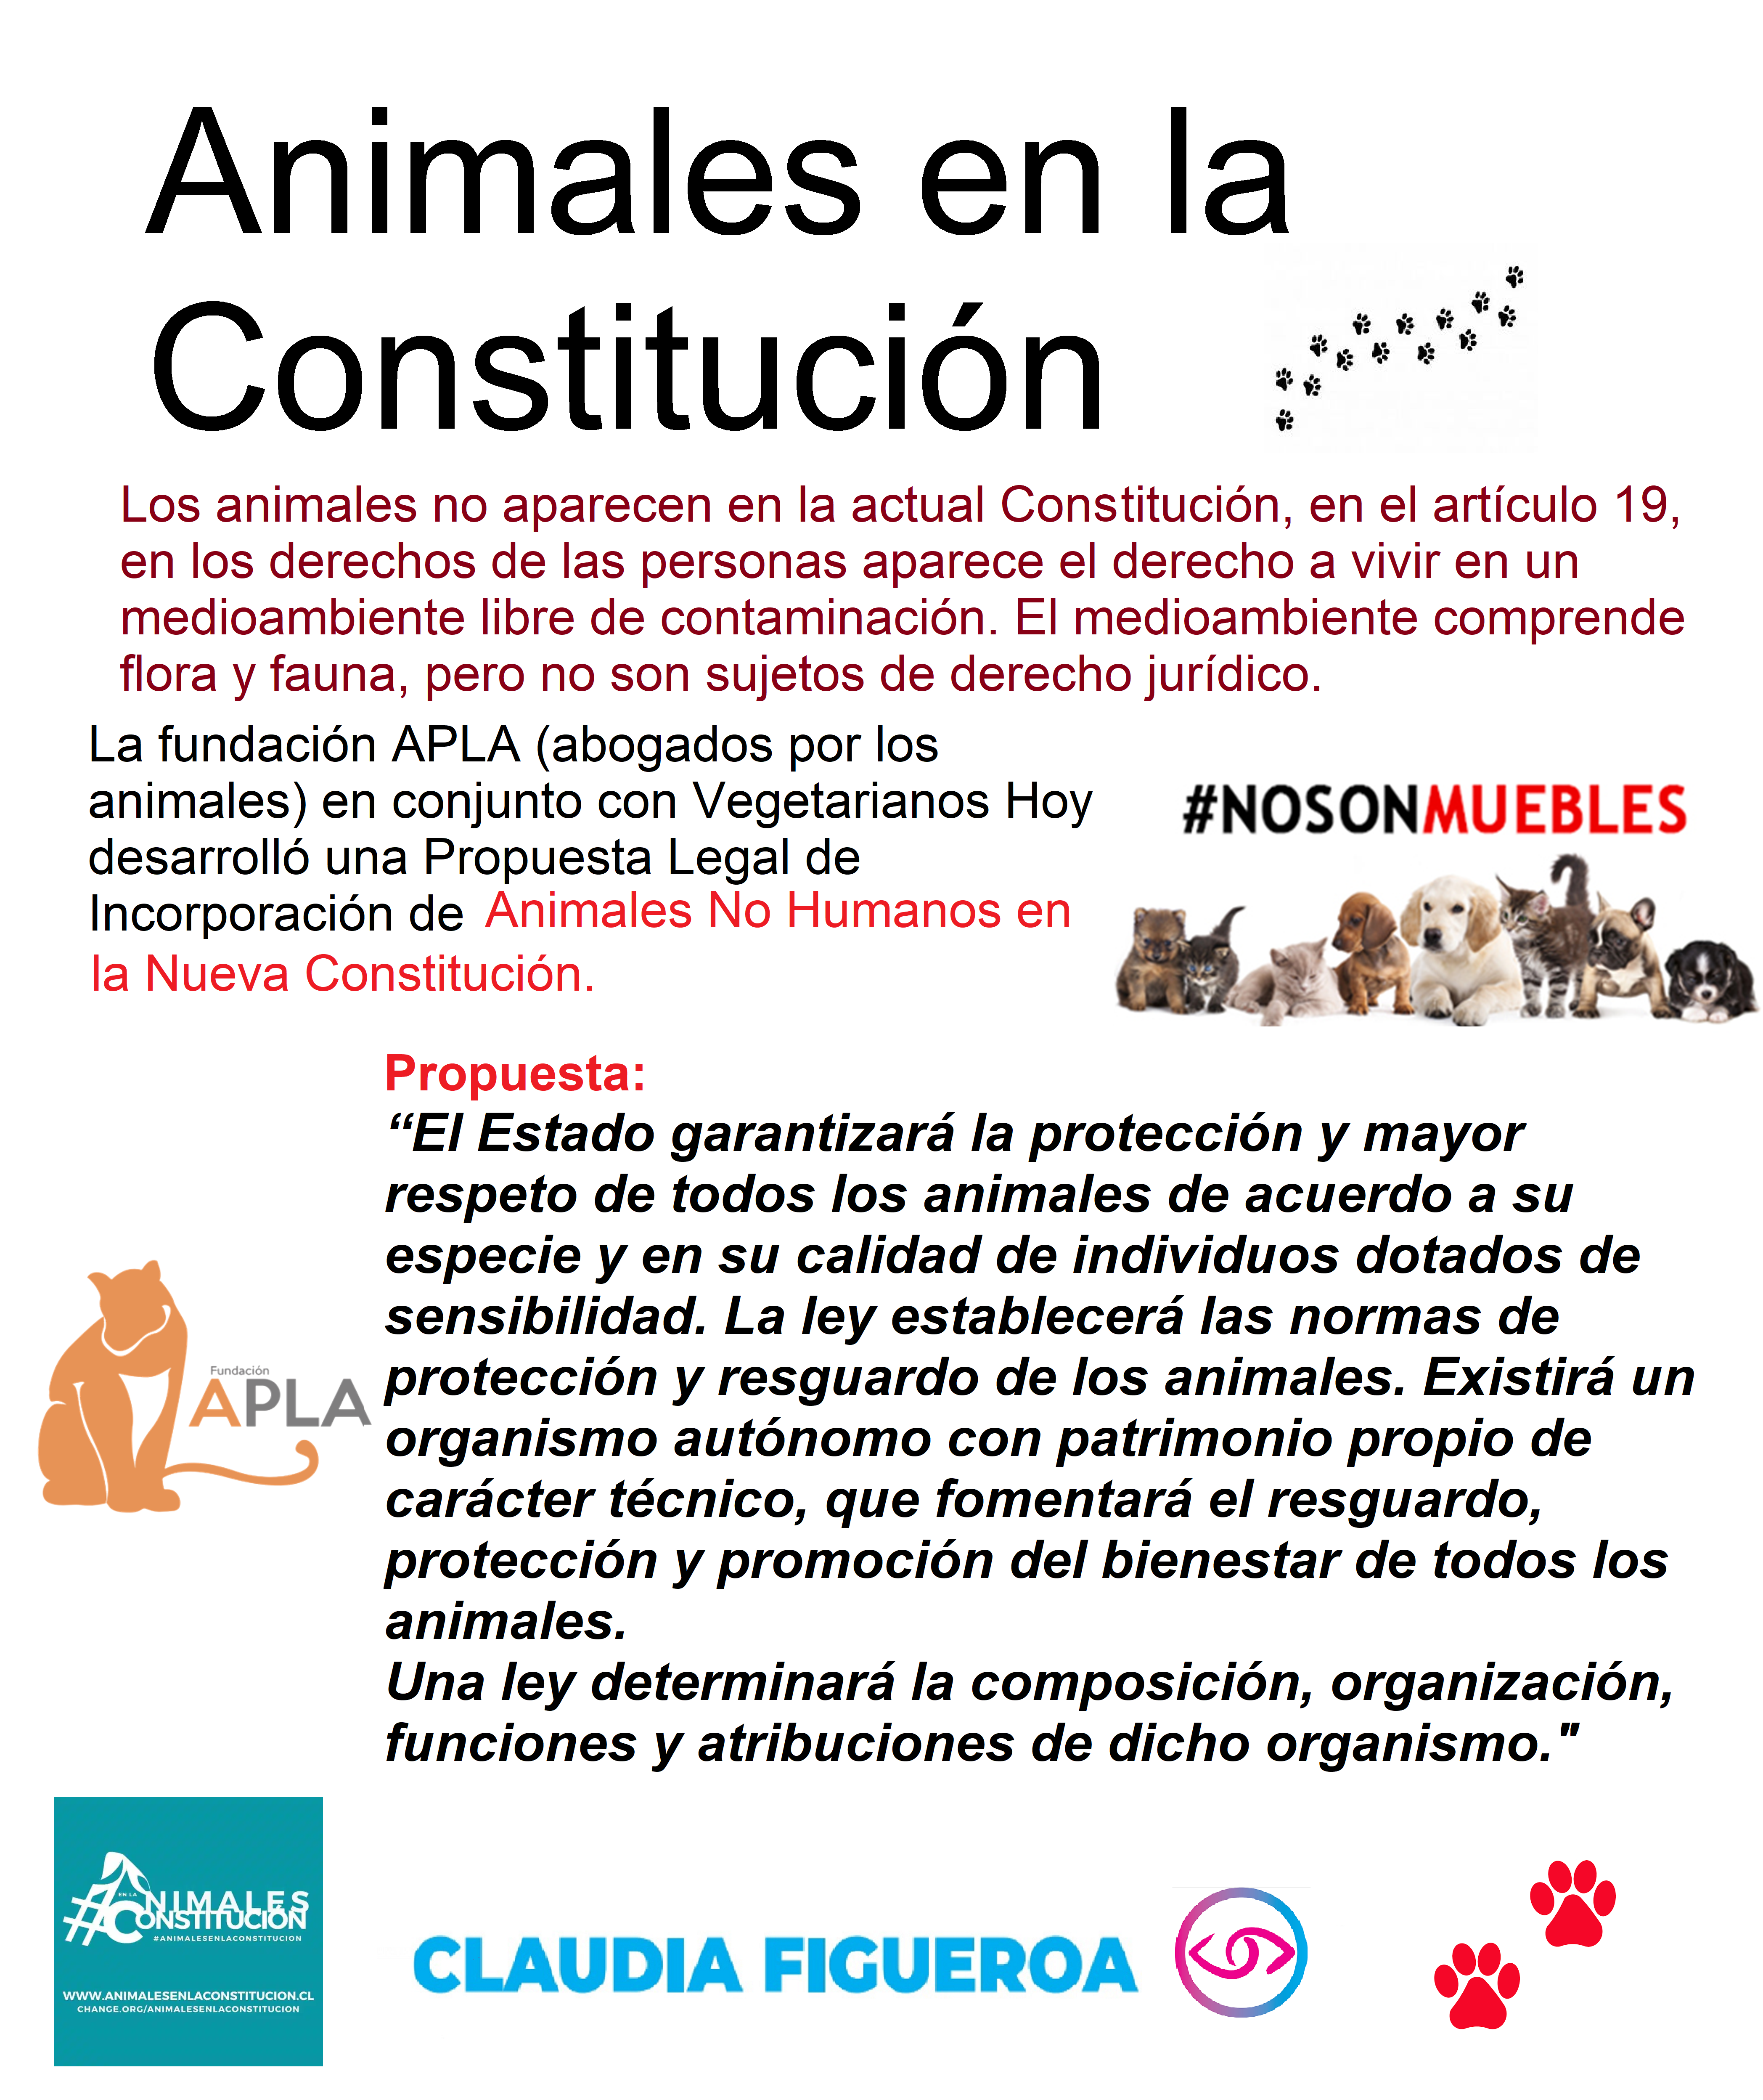 Animales en la
Constitución
Los animales no aparecen en la actual Constitución, en el artículo 19,
en los derechos de las personas aparece el derecho a vivir en un
medioambiente libre de contaminación. El medioambiente comprende
flora y fauna, pero no son sujetos de derecho jurídico.
La fundación APLA (abogados por los
animales) en conjunto con Vegetarianos Hoy
desarrolló una Propuesta Legal de
Incorporación de Animales No Humanos en
la Nueva Constitución.
#NOSONMUEBLES
Propuesta:
“El Estado garantizará la protección y mayor
respeto de todos los animales de acuerdo a su
especie y en su calidad de individuos dotados de
sensibilidad. La ley establecerá las normas de
protección y resguardo de los animales. Existirá un
organismo autónomo con patrimonio propio de
carácter técnico, que fomentará el resguardo,
protección y promoción del bienestar de todos los
animales.
Una ley determinará la composición, organización,
funciones y atribuciones de dicho organismo."
Fundación
APLA
#ANIMALES
EN LA
CONSTITUCIÓN
#ANIMALESENLACONSTITUCION
WWW.ANIMALESENLACONSTITUCION.CL
CHANGE.ORG/ANIMALESENLACONSTITUCION
CLAUDIA FIGUEROA